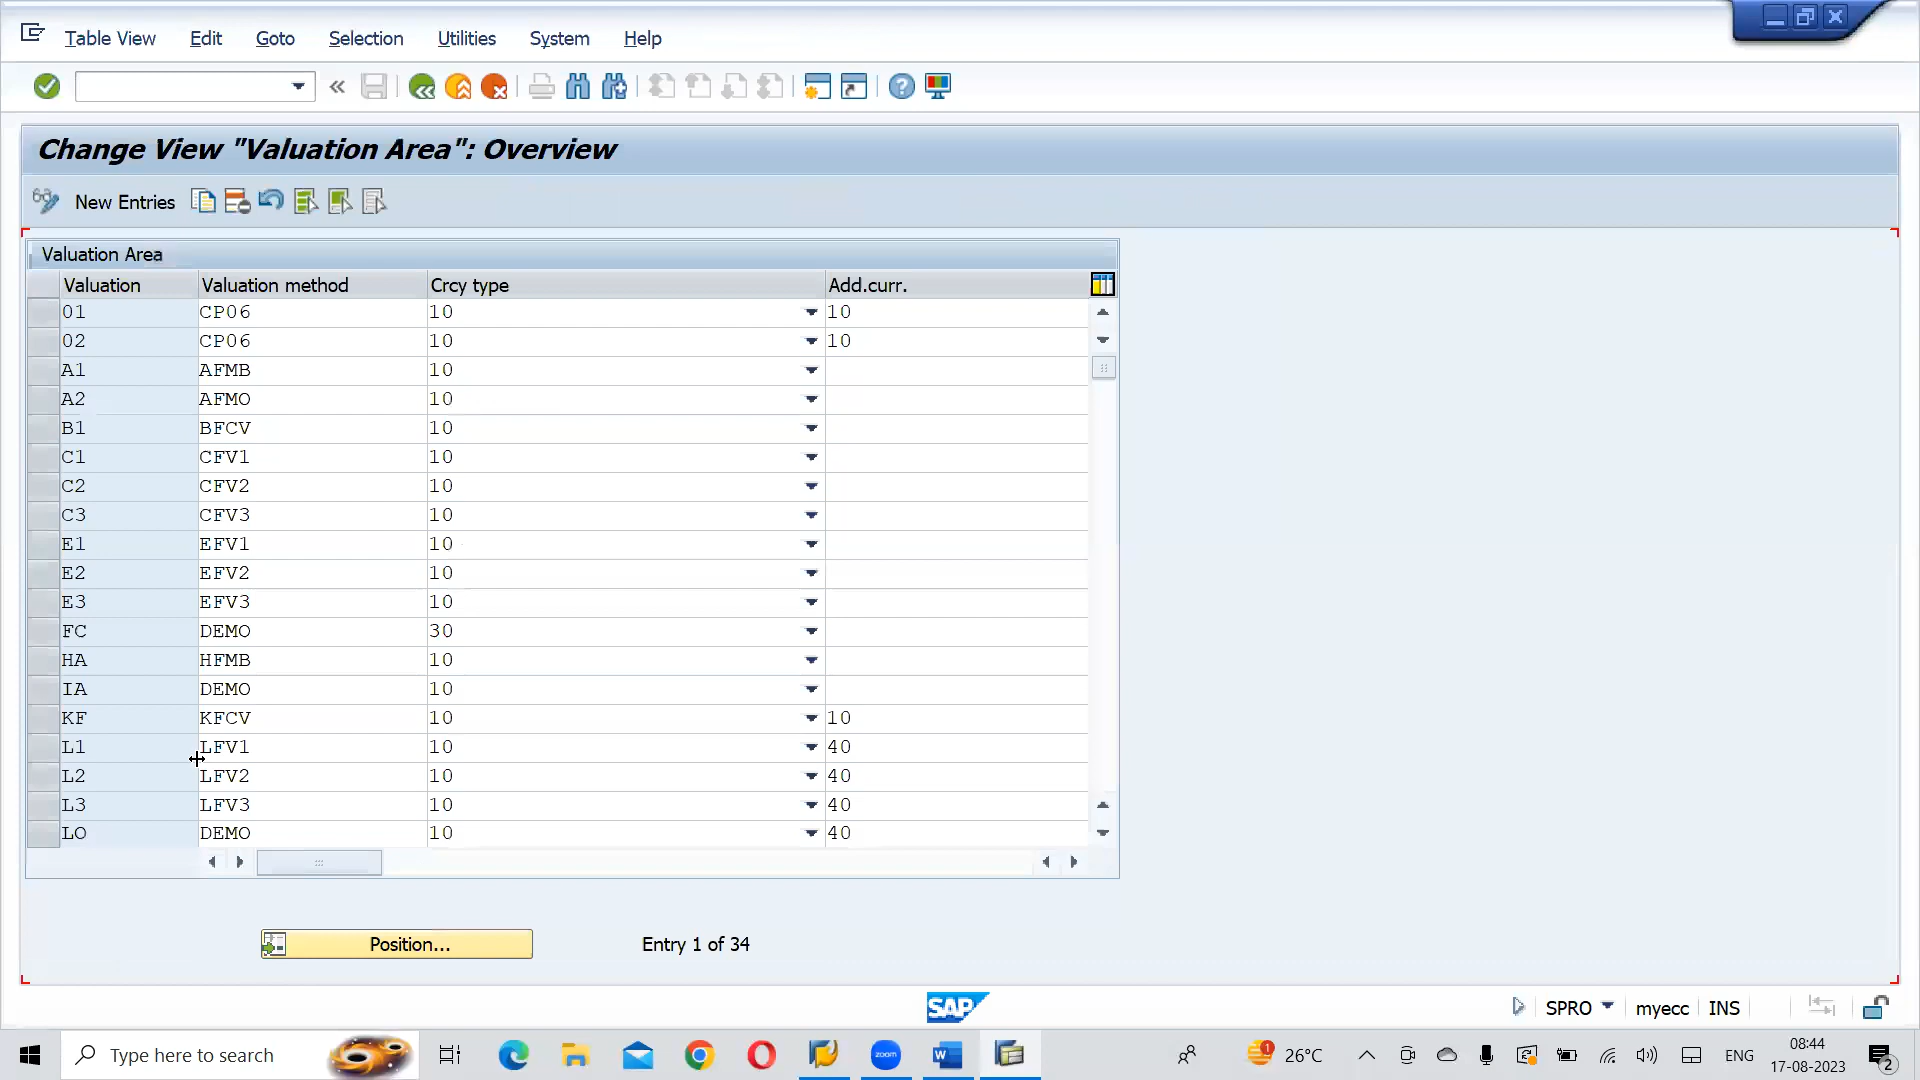 Table View Edit Goto Selection Utilities System Help
Change View "Valuation Area": Overview
New Entries
Valuation Area
Valuation Valuation method Crcy type Add.curr.
01 CP06 10 10
02 CP06 10 10
A1 AFMB 10
A2 AFMO 10
B1 BFCV 10
C1 CFV1 10
C2 CFV2 10
C3 CFV3 10
E1 EFV1 10
E2 EFV2 10
E3 EFV3 10
FC DEMO 30
HA HFMB 10
IA DEMO 10
KF KFCV 10 10
L1 LFV1 10 40
L2 LFV2 10 40
L3 LFV3 10 40
LO DEMO 10 40
Position... Entry 1 of 34
SAP
SPRO myecc INS
Type here to search
zoom
1 26°C
ENG
08:44
17-08-2023
2